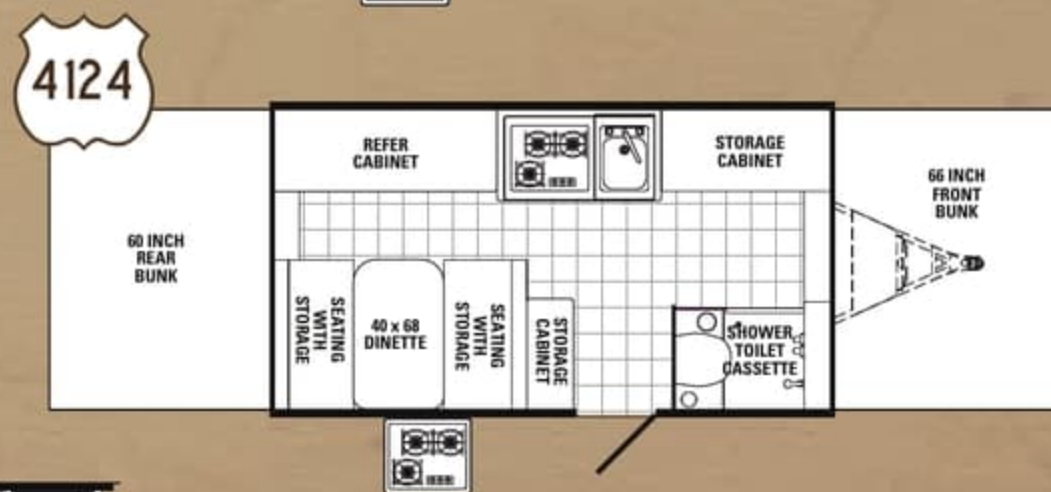 4124
REFER
CABINET
STORAGE
CABINET
66 INCH
FRONT
BUNK
60 INCH
REAR
BUNK
SEATING
WITH
STORAGE
40 x 68
DINETTE
SEATING
WITH
STORAGE
STORAGE
CABINET
SHOWER
TOILET
CASSETTE